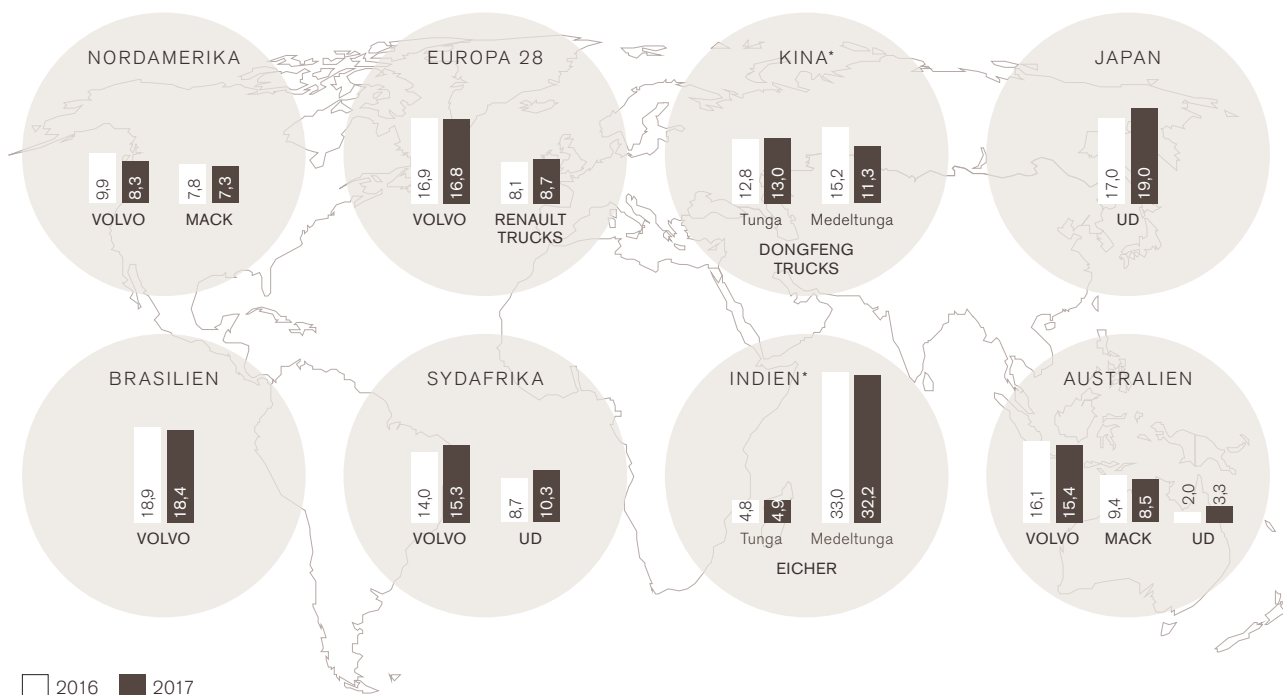 NORDAMERIKA
9,9 8,3 7,8 7,3
VOLVO MACK
EUROPA 28
16,9 16,8 8,1 8,7
VOLVO RENAULT
TRUCKS
KINA*
12,8 13,0 15,2 11,3
Tunga Medeltunga
DONGFENG
TRUCKS
JAPAN
17,0 19,0
UD
BRASILIEN
18,9 18,4
VOLVO
SYDAFRIKA
14,0 15,3 8,7 10,3
VOLVO UD
INDIEN*
4,8 4,9 33,0 32,2
Tunga Medeltunga
EICHER
AUSTRALIEN
16,1 15,4 9,4 8,5 2,0 3,3
VOLVO MACK UD
2016 2017